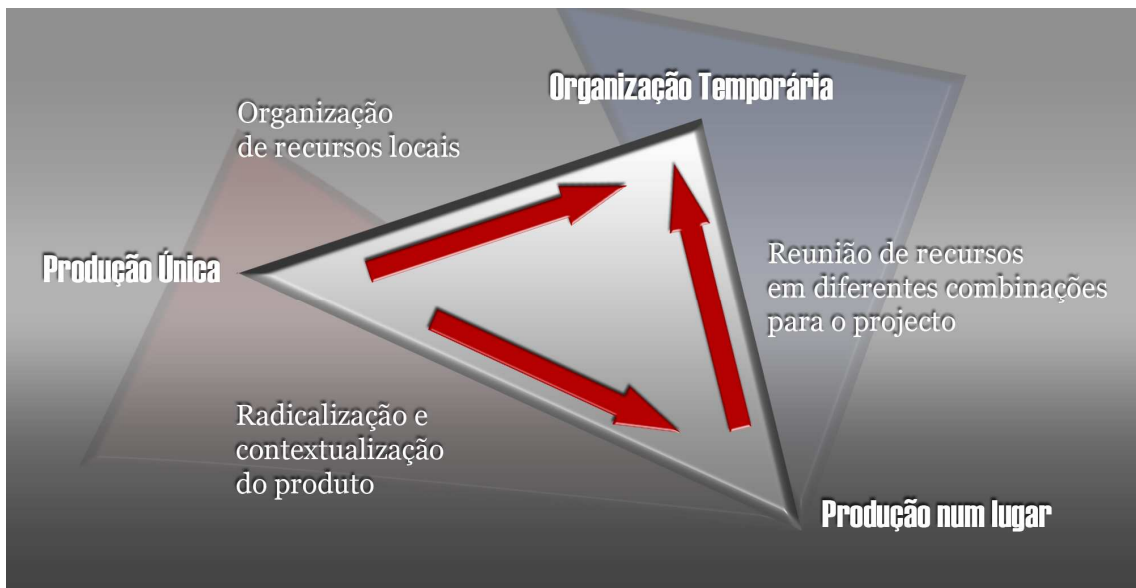 Organização Temporária
Organização
de recursos locais
Produção Única
Reunião de recursos
em diferentes combinações
para o projecto
Radicalização e
contextualização
do produto
Produção num lugar